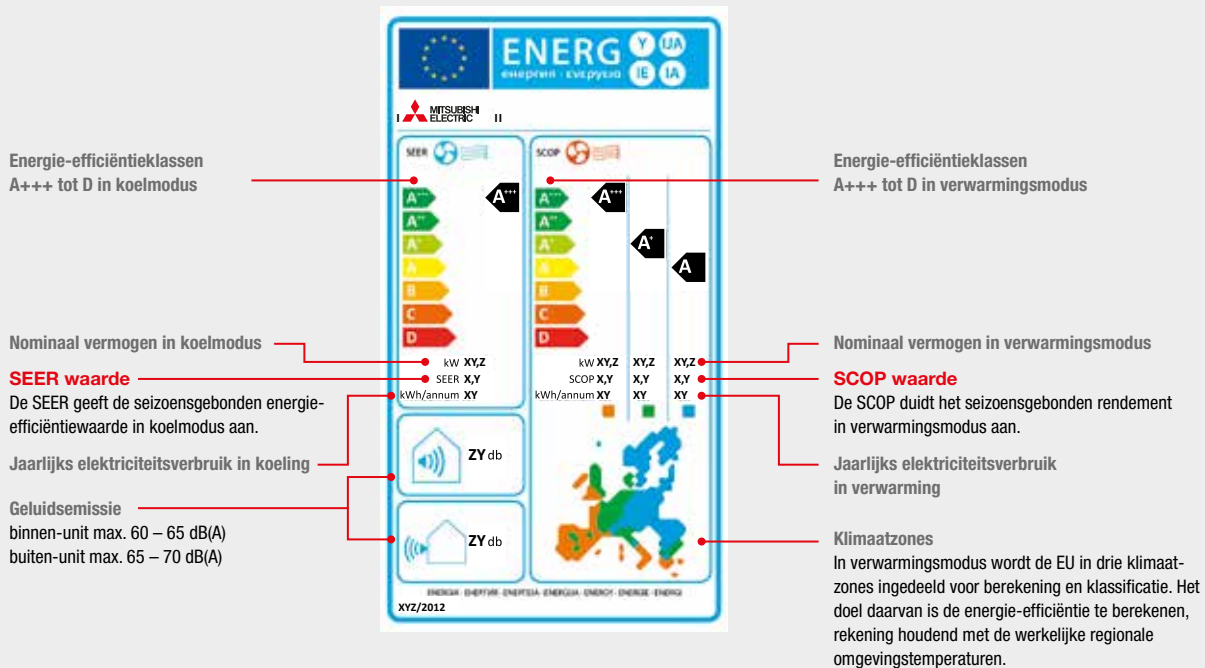 ENERG Y UA
енергия · ενεργεια IE IA
I MITSUBISHI ELECTRIC II
Energie-efficiëntieklassen
A+++ tot D in koelmodus
SEER
A+++
A++
A+
A
B
C
D
A+++
kW XY,Z
SEER X,Y
kWh/annum XY
SCOP
A+++
A++
A+
A
B
C
D
A+++
A+
A
kW XY,Z XY,Z XY,Z
SCOP X,Y X,Y X,Y
kWh/annum XY XY XY
Energie-efficiëntieklassen
A+++ tot D in verwarmingsmodus
Nominaal vermogen in koelmodus
SEER waarde
De SEER geeft de seizoensgebonden energie-
efficiëntiewaarde in koelmodus aan.
Jaarlijks elektriciteitsverbruik in koeling
Geluidsemissie
binnen-unit max. 60 – 65 dB(A)
buiten-unit max. 65 – 70 dB(A)
ZY db
ZY db
Nominaal vermogen in verwarmingsmodus
SCOP waarde
De SCOP duidt het seizoensgebonden rendement
in verwarmingsmodus aan.
Jaarlijks elektriciteitsverbruik
in verwarming
Klimaatzones
In verwarmingsmodus wordt de EU in drie klimaat-
zones ingedeeld voor berekening en klassificatie. Het
doel daarvan is de energie-efficiëntie te berekenen,
rekening houdend met de werkelijke regionale
omgevingstemperaturen.
XYZ/2012